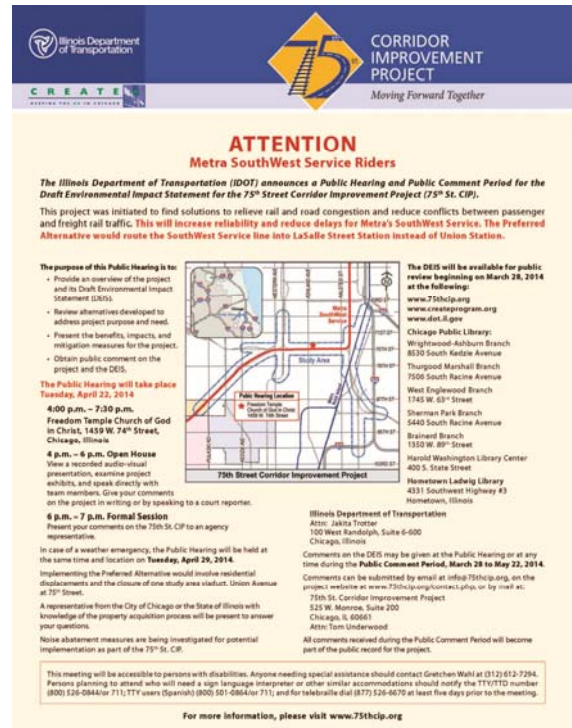 Illinois Department
of Transportation
CREATE
75
ST
CORRIDOR
IMPROVEMENT
PROJECT
Moving Forward Together
ATTENTION
Metra SouthWest Service Riders
The Illinois Department of Transportation (IDOT) announces a Public Hearing and Public Comment Period for the
Draft Environmental Impact Statement for the 75th Street Corridor Improvement Project (75th St. CIP).
This project was initiated to find solutions to relieve rail and road congestion and reduce conflicts between passenger
and freight rail traffic. This will increase reliability and reduce delays for Metra's SouthWest Service. The Preferred
Alternative would route the SouthWest Service line into LaSalle Street Station instead of Union Station.
The purpose of this Public Hearing is to:
• Provide an overview of the project
and its Draft Environmental Impact
Statement (DEIS).
• Review alternatives developed to
address project purpose and need.
• Present the benefits, impacts, and
mitigation measures for the project.
• Obtain public comment on the
project and the DEIS.
The Public Hearing will take place
Tuesday, April 22, 2014
4:00 p.m. – 7:30 p.m.
Freedom Temple Church of God
in Christ, 1459 W. 74th Street,
Chicago, Illinois
4 p.m. – 6 p.m. Open House
View a recorded audio-visual
presentation, examine project
exhibits, and speak directly with
team members. Give your comments
on the project in writing or by speaking to a court reporter.
6 p.m. – 7 p.m. Formal Session
Present your comments on the 75th St. CIP to an agency
representative.
In case of a weather emergency, the Public Hearing will be held at
the same time and location on Tuesday, April 29, 2014.
Implementing the Preferred Alternative would involve residential
displacements and the closure of one study area viaduct. Union Avenue
at 75th Street.
A representative from the City of Chicago or the State of Illinois with
knowledge of the property acquisition process will be present to answer
your questions.
Noise abatement measures are being investigated for potential
implementation as part of the 75th St. CIP.
Metra
SouthWest
Service
Study Area
Public Hearing Location
Freedom Temple
Church of God in Christ
1459 W. 74th Street
75th Street Corridor Improvement Project
The DEIS will be available for public
review beginning on March 28, 2014
at the following:
www.75thcip.org
www.createprogram.org
www.dot.il.gov
Chicago Public Library:
Wrightwood-Ashburn Branch
8530 South Kedzie Avenue
Thurgood Marshall Branch
7506 South Racine Avenue
West Englewood Branch
1745 W. 63rd Street
Sherman Park Branch
5440 South Racine Avenue
Brainerd Branch
1350 W. 89th Street
Harold Washington Library Center
400 S. State Street
Hometown Ladwig Library
4331 Southwest Highway #3
Hometown, Illinois
Illinois Department of Transportation
Attn: Jakita Trotter
100 West Randolph, Suite 6-600
Chicago, Illinois
Comments on the DEIS may be given at the Public Hearing or at any
time during the Public Comment Period, March 28 to May 22, 2014.
Comments can be submitted by email at info@75thcip.org, on the
project website at www.75thcip.org/contact.php, or by mail at:
75th St. Corridor Improvement Project
525 W. Monroe, Suite 200
Chicago, IL 60661
Attn: Tom Underwood
All comments received during the Public Comment Period will become
part of the public record for the project.
This meeting will be accessible to persons with disabilities. Anyone needing special assistance should contact Gretchen Wahl at (312) 612-7294.
Persons planning to attend who will need a sign language interpreter or other similar accommodations should notify the TTY/TTD number
(800) 526-0844/or 711; TTY users (Spanish) (800) 501-0864/or 711; and for telebraille dial (877) 526-6670 at least five days prior to the meeting.
For more information, please visit www.75thcip.org